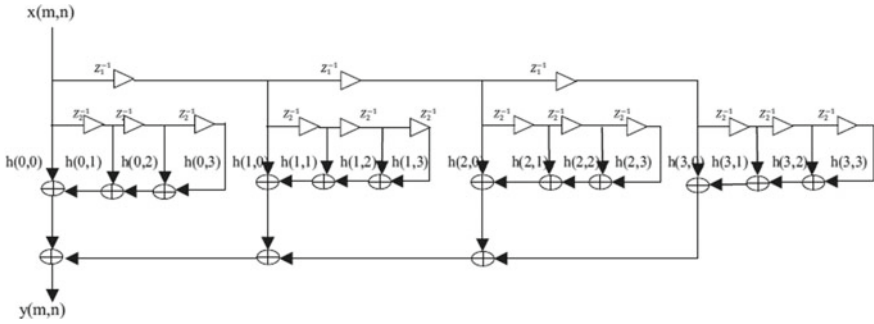 x(m,n)
z₁⁻¹ z₁⁻¹ z₁⁻¹
z₂⁻¹ z₂⁻¹ z₂⁻¹ z₂⁻¹ z₂⁻¹ z₂⁻¹ z₂⁻¹ z₂⁻¹ z₂⁻¹ z₂⁻¹ z₂⁻¹ z₂⁻¹
h(0,0) h(0,1) h(0,2) h(0,3) h(1,0) h(1,1) h(1,2) h(1,3) h(2,0) h(2,1) h(2,2) h(2,3) h(3,0) h(3,1) h(3,2) h(3,3)
y(m,n)